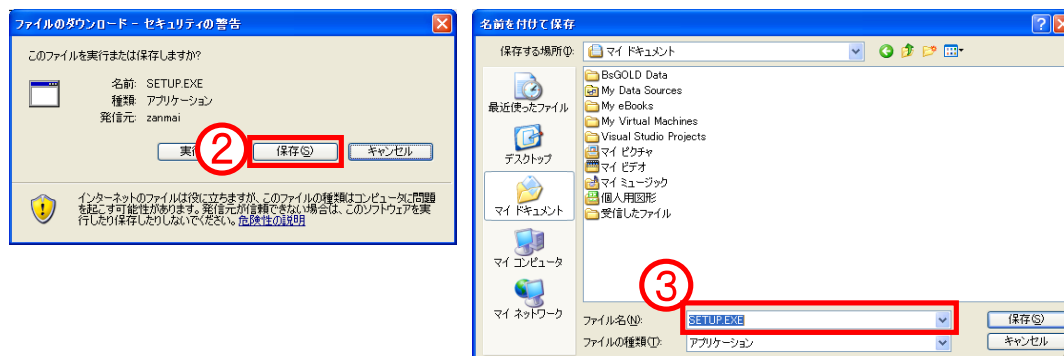 ファイルのダウンロード - セキュリティの警告
このファイルを実行または保存しますか?
名前: SETUP.EXE
種類: アプリケーション
発信元: zanmai
実行
②
保存(S)
キャンセル
インターネットのファイルは役に立ちますが、このファイルの種類はコンピュータに問題
を起こす可能性があります。発信元が信頼できない場合は、このソフトウェアを実
行したり保存したりしないでください。危険性の説明
名前を付けて保存
保存する場所(I):
マイ ドキュメント
最近使ったファイル
デスクトップ
マイ ドキュメント
マイ コンピュータ
マイ ネットワーク
BsGOLD Data
My Data Sources
My eBooks
My Virtual Machines
Visual Studio Projects
マイ ピクチャ
マイ ビデオ
マイ ミュージック
個人用図形
受信したファイル
③
ファイル名(N):
SETUP.EXE
保存(S)
ファイルの種類(T):
アプリケーション
キャンセル